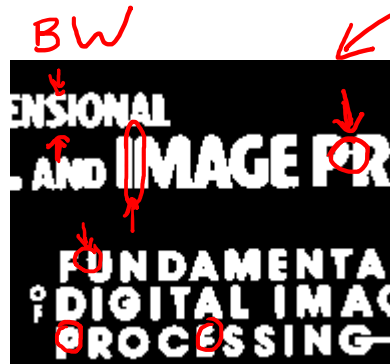 BW
ENSIONAL
AND IMAGE PR
FUNDAMENTA
OF DIGITAL IMAG
PROCESSING